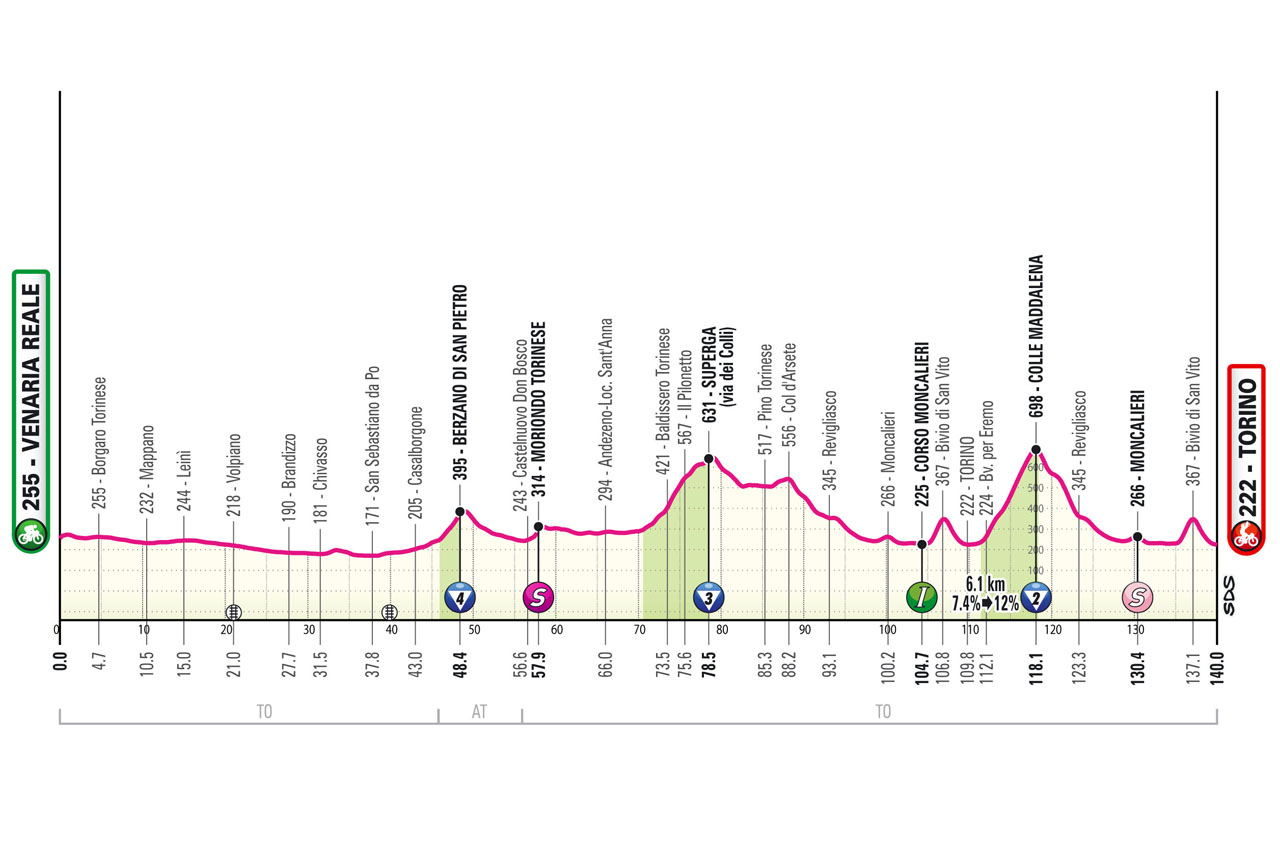 255 - VENARIA REALE
255 - Borgaro Torinese
232 - Mappano
244 - Leinì
218 - Volpiano
190 - Brandizzo
181 - Chivasso
171 - San Sebastiano da Po
205 - Casalborgone
395 - BERZANO DI SAN PIETRO
243 - Castelnuovo Don Bosco
314 - MORIONDO TORINESE
294 - Andezeno-Loc. Sant'Anna
421 - Baldissero Torinese
567 - Il Pilonetto
631 - SUPERGA
(via dei Colli)
517 - Pino Torinese
556 - Col d'Arsete
345 - Revigliasco
266 - Moncalieri
225 - CORSO MONCALIERI
367 - Bivio di San Vito
222 - TORINO
224 - Bv. per Eremo
698 - COLLE MADDALENA
345 - Revigliasco
266 - MONCALIERI
367 - Bivio di San Vito
222 - TORINO
600
500
400
300
200
100
4
S
3
I
6.1 km
7.4% 12%
2
S
SDS
0 10 20 30 40 50 60 70 80 90 100 110 120 130
0.0 4.7 10.5 15.0 21.0 27.7 31.5 37.8 43.0 48.4 56.6 57.9 66.0 73.5 75.6 78.5 85.3 88.2 93.1 100.2 104.7 106.8 109.8 112.1 118.1 123.3 130.4 137.1 140.0
TO AT TO